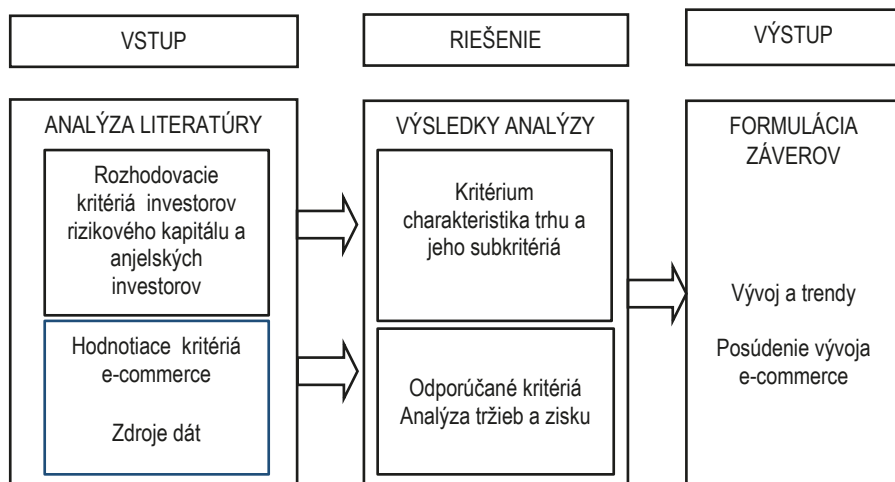 VSTUP
RIEŠENIE
VÝSTUP
ANALÝZA LITERATÚRY
Rozhodovacie
kritériá investorov
rizikového kapitálu a
anjelských
investorov
Hodnotiace kritériá
e-commerce
Zdroje dát
VÝSLEDKY ANALÝZY
Kritérium
charakteristika trhu a
jeho subkritériá
Odporúčané kritériá
Analýza tržieb a zisku
FORMULÁCIA
ZÁVEROV
Vývoj a trendy
Posúdenie vývoja
e-commerce